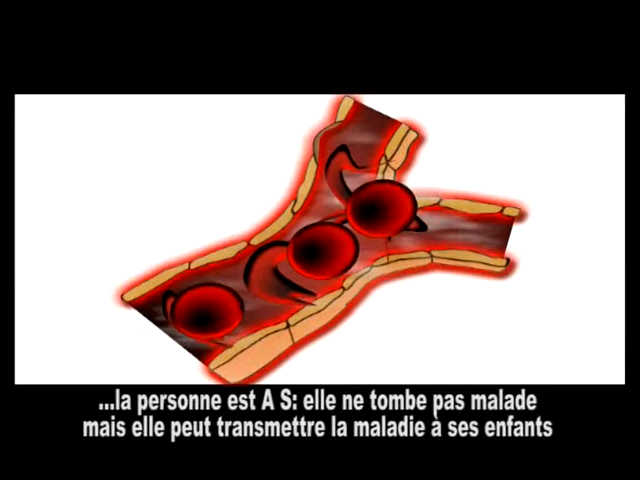 ...la personne est A S: elle ne tombe pas malade
mais elle peut transmettre la maladie à ses enfants